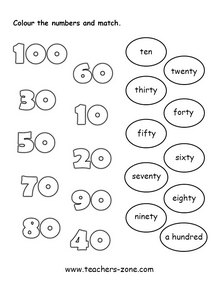 Colour the numbers and match.
100
60
30
10
50
20
70
90
80
40
ten
twenty
thirty
forty
fifty
sixty
seventy
eighty
ninety
a hundred
www.teachers-zone.com